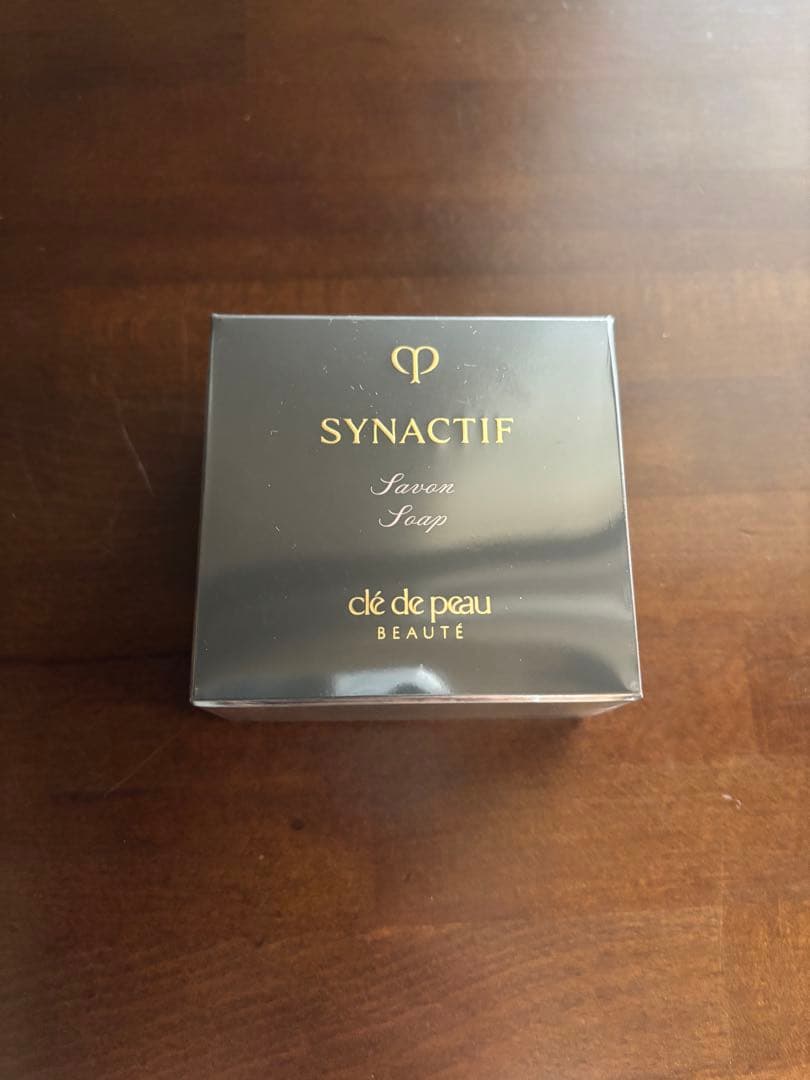 SYNACTIF
Savon
Soap
clé de peau
BEAUTÉ